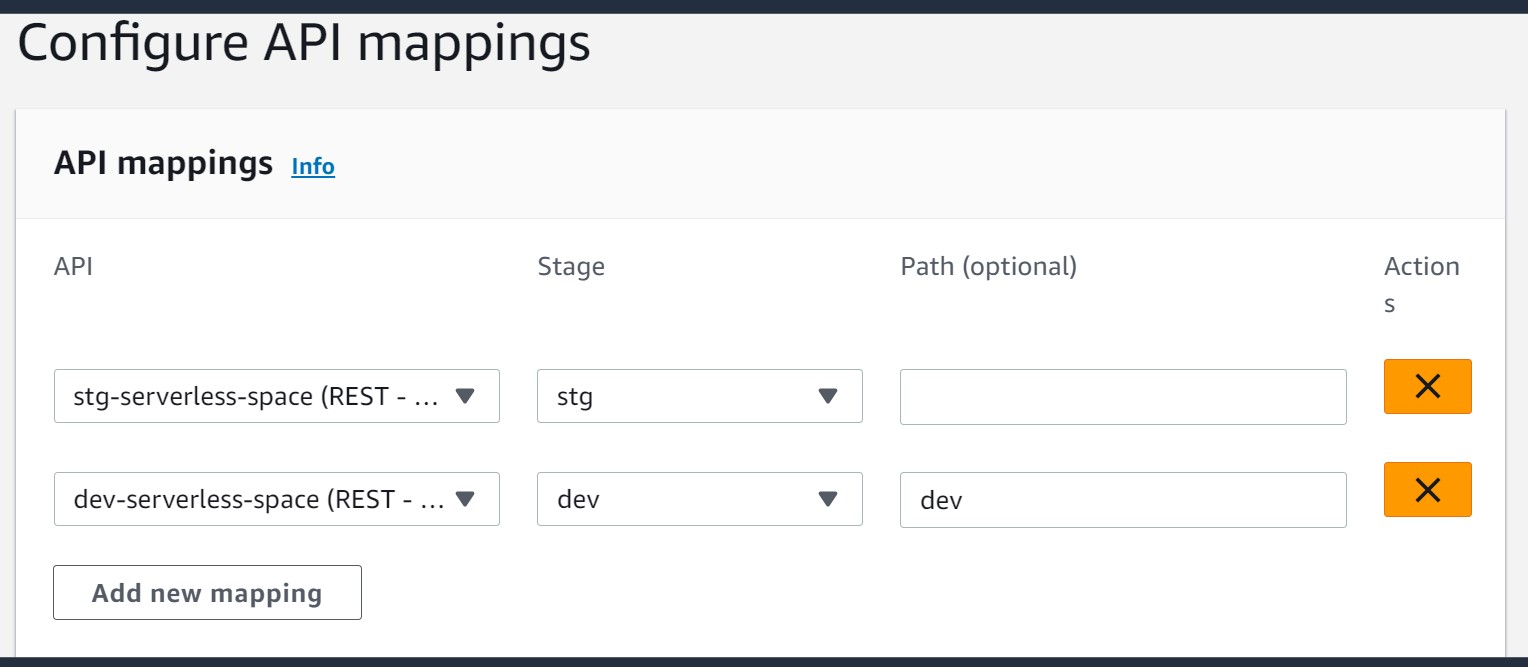 Configure API mappings
API mappings Info
API Stage Path (optional) Action
s
stg-serverless-space (REST - ... stg
dev-serverless-space (REST - ... dev dev
Add new mapping